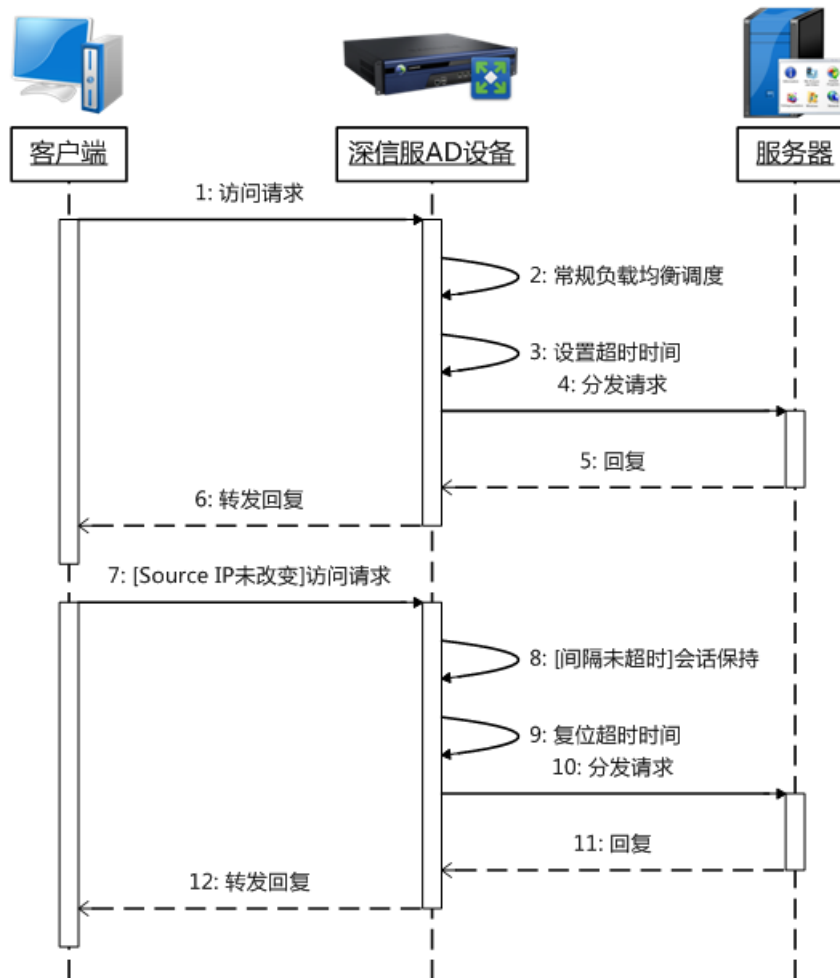 客户端
深信服AD设备
服务器
1: 访问请求
2: 常规负载均衡调度
3: 设置超时时间
4: 分发请求
5: 回复
6: 转发回复
7: [Source IP未改变]访问请求
8: [间隔未超时]会话保持
9: 复位超时时间
10: 分发请求
11: 回复
12: 转发回复